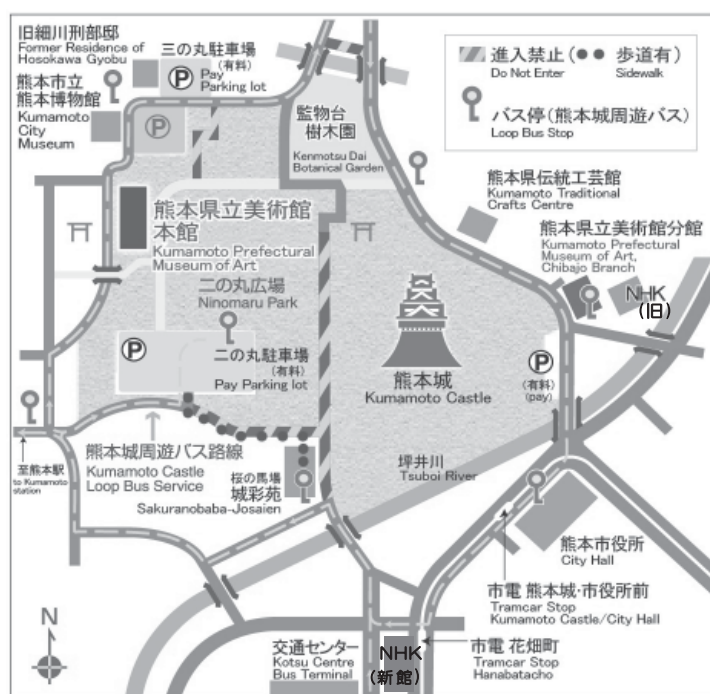 旧細川刑部邸
Former Residence of
Hosokawa Gyobu
三の丸駐車場
(有料)
P
Pay
Parking lot
進入禁止(●● 歩道有)
Do Not Enter
Sidewalk
バス停(熊本城周遊バス)
Loop Bus Stop
熊本市立
熊本博物館
Kumamoto
City
Museum
P
監物台
樹木園
Kenmotsu Dai
Botanical Garden
熊本県伝統工芸館
Kumamoto Traditional
Crafts Centre
熊本県立美術館
本館
Kumamoto Prefectural
Museum of Art
熊本県立美術館分館
Kumamoto Prefectural
Museum of Art,
Chibajo Branch
NHK
(旧)
二の丸広場
Ninomaru Park
P
二の丸駐車場
(有料)
Pay Parking lot
熊本城
Kumamoto Castle
P
(有料)
(pay)
至熊本駅
to Kumamoto
station
熊本城周遊バス路線
Kumamoto Castle
Loop Bus Service
桜の馬場
城彩苑
Sakuranobaba-Josaien
坪井川
Tsuboi River
熊本市役所
City Hall
市電 熊本城・市役所前
Tramcar Stop
Kumamoto Castle/City Hall
N
交通センター
Kotsu Centre
Bus Terminal
NHK
(新館)
市電 花畑町
Tramcar Stop
Hanabatacho